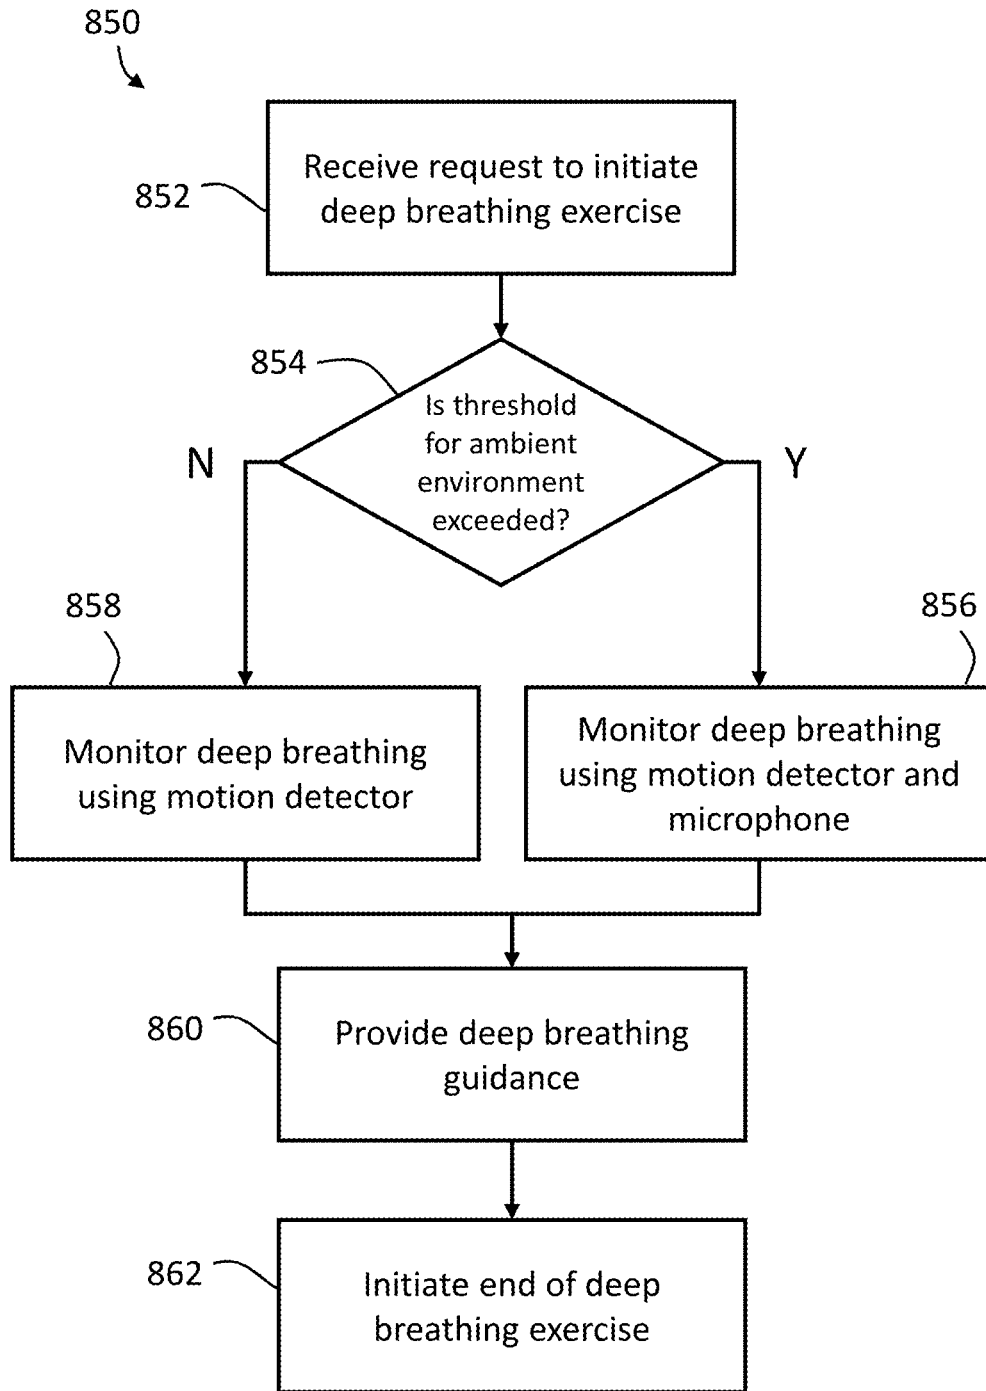 850
852
Receive request to initiate
deep breathing exercise
854
Is threshold
for ambient
environment
exceeded?
N
Y
858
856
Monitor deep breathing
using motion detector
Monitor deep breathing
using motion detector and
microphone
860
Provide deep breathing
guidance
862
Initiate end of deep
breathing exercise